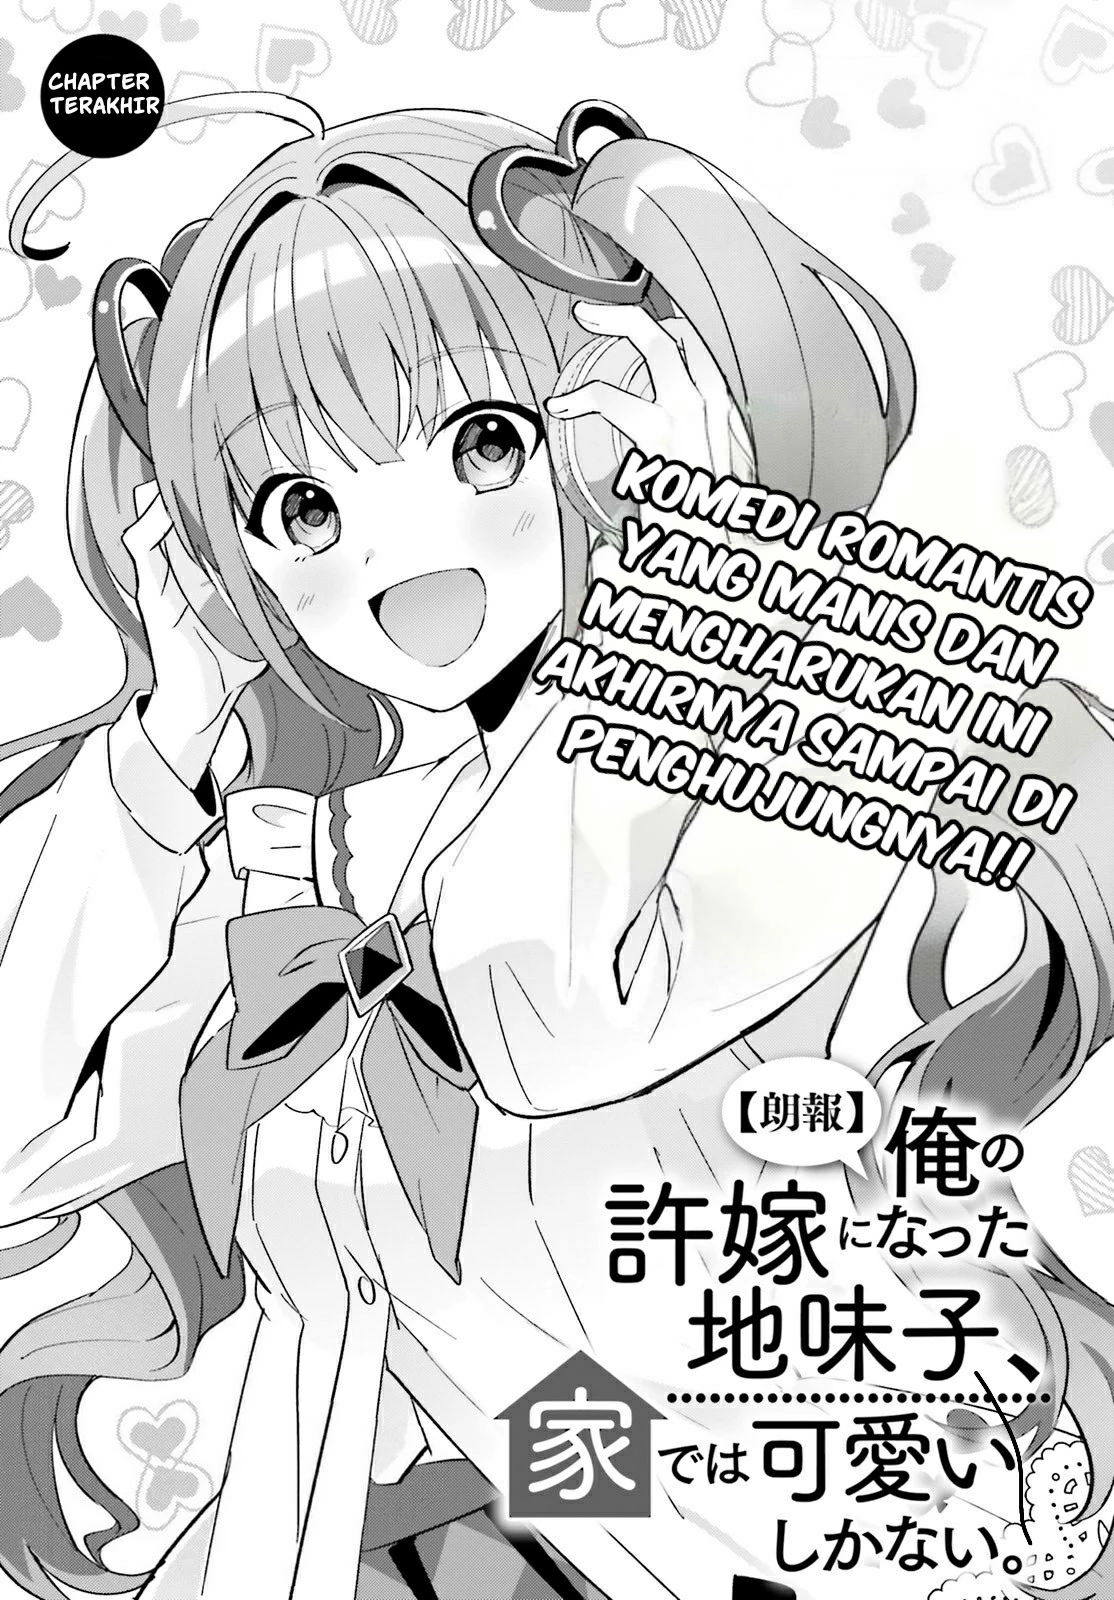 CHAPTER
TERAKHIR
KOMEDI ROMANTIS
YANG MANIS DAN
MENGHARUKAN INI
AKHIRNYA SAMPAI DI
PENGHUJUNGNYA!!
【朗報】
俺の
許嫁になった
地味子、
家では可愛い
しかない。